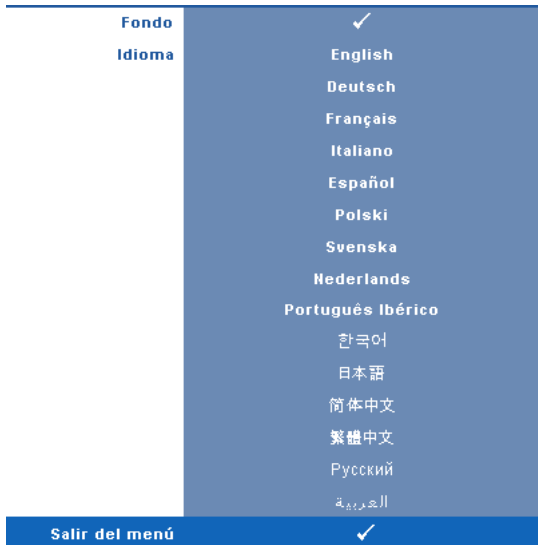 Fondo ✓
Idioma English
Deutsch
Français
Italiano
Español
Polski
Svenska
Nederlands
Português Ibérico
한국어
日本語
简体中文
繁體中文
Русский
العربية
Salir del menú ✓